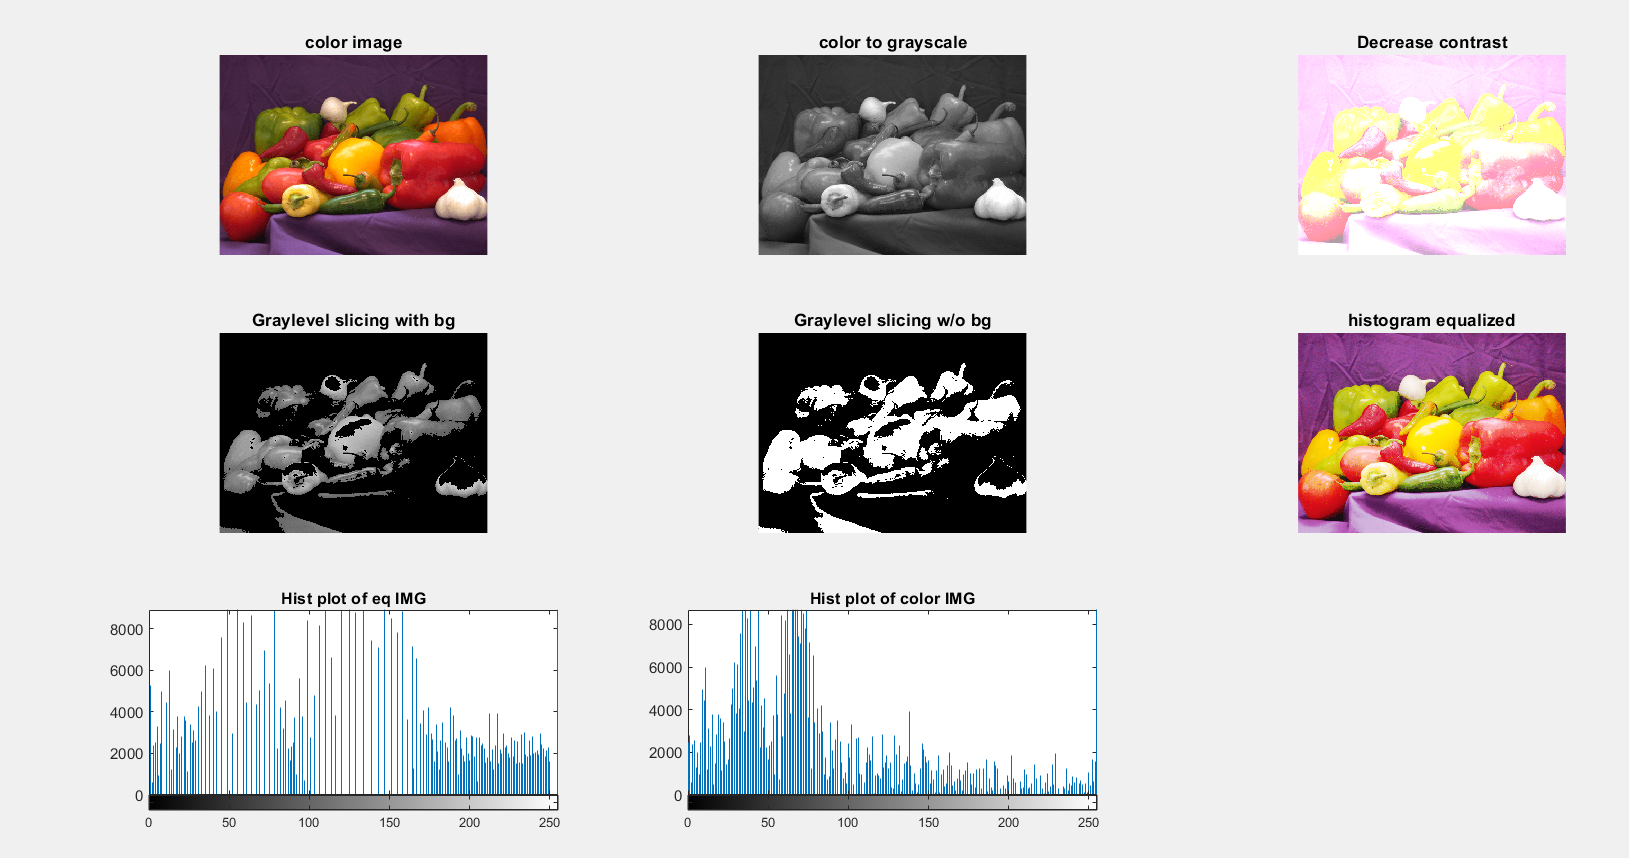 color image
color to grayscale
Decrease contrast
Graylevel slicing with bg
Graylevel slicing w/o bg
histogram equalized
Hist plot of eq IMG
8000
6000
4000
2000
0
0 50 100 150 200 250
Hist plot of color IMG
8000
6000
4000
2000
0
0 50 100 150 200 250